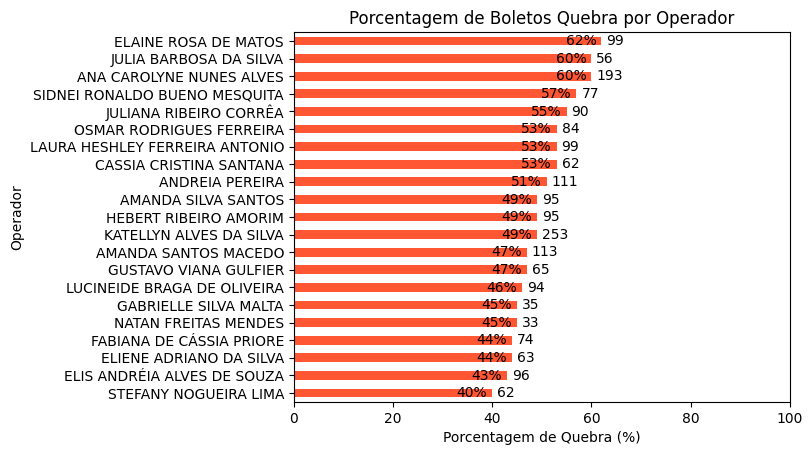 Porcentagem de Boletos Quebra por Operador
ELAINE ROSA DE MATOS 62% 99
JULIA BARBOSA DA SILVA 60% 56
ANA CAROLYNE NUNES ALVES 60% 193
SIDNEI RONALDO BUENO MESQUITA 57% 77
JULIANA RIBEIRO CORRÊA 55% 90
OSMAR RODRIGUES FERREIRA 53% 84
LAURA HESHLEY FERREIRA ANTONIO 53% 99
CASSIA CRISTINA SANTANA 53% 62
ANDREIA PEREIRA 51% 111
AMANDA SILVA SANTOS 49% 95
HEBERT RIBEIRO AMORIM 49% 95
KATELLYN ALVES DA SILVA 49% 253
AMANDA SANTOS MACEDO 47% 113
GUSTAVO VIANA GULFIER 47% 65
LUCINEIDE BRAGA DE OLIVEIRA 46% 94
GABRIELLE SILVA MALTA 45% 35
NATAN FREITAS MENDES 45% 33
FABIANA DE CÁSSIA PRIORE 44% 74
ELIENE ADRIANO DA SILVA 44% 63
ELIS ANDRÉIA ALVES DE SOUZA 43% 96
STEFANY NOGUEIRA LIMA 40% 62
Operador
0 20 40 60 80 100
Porcentagem de Quebra (%)